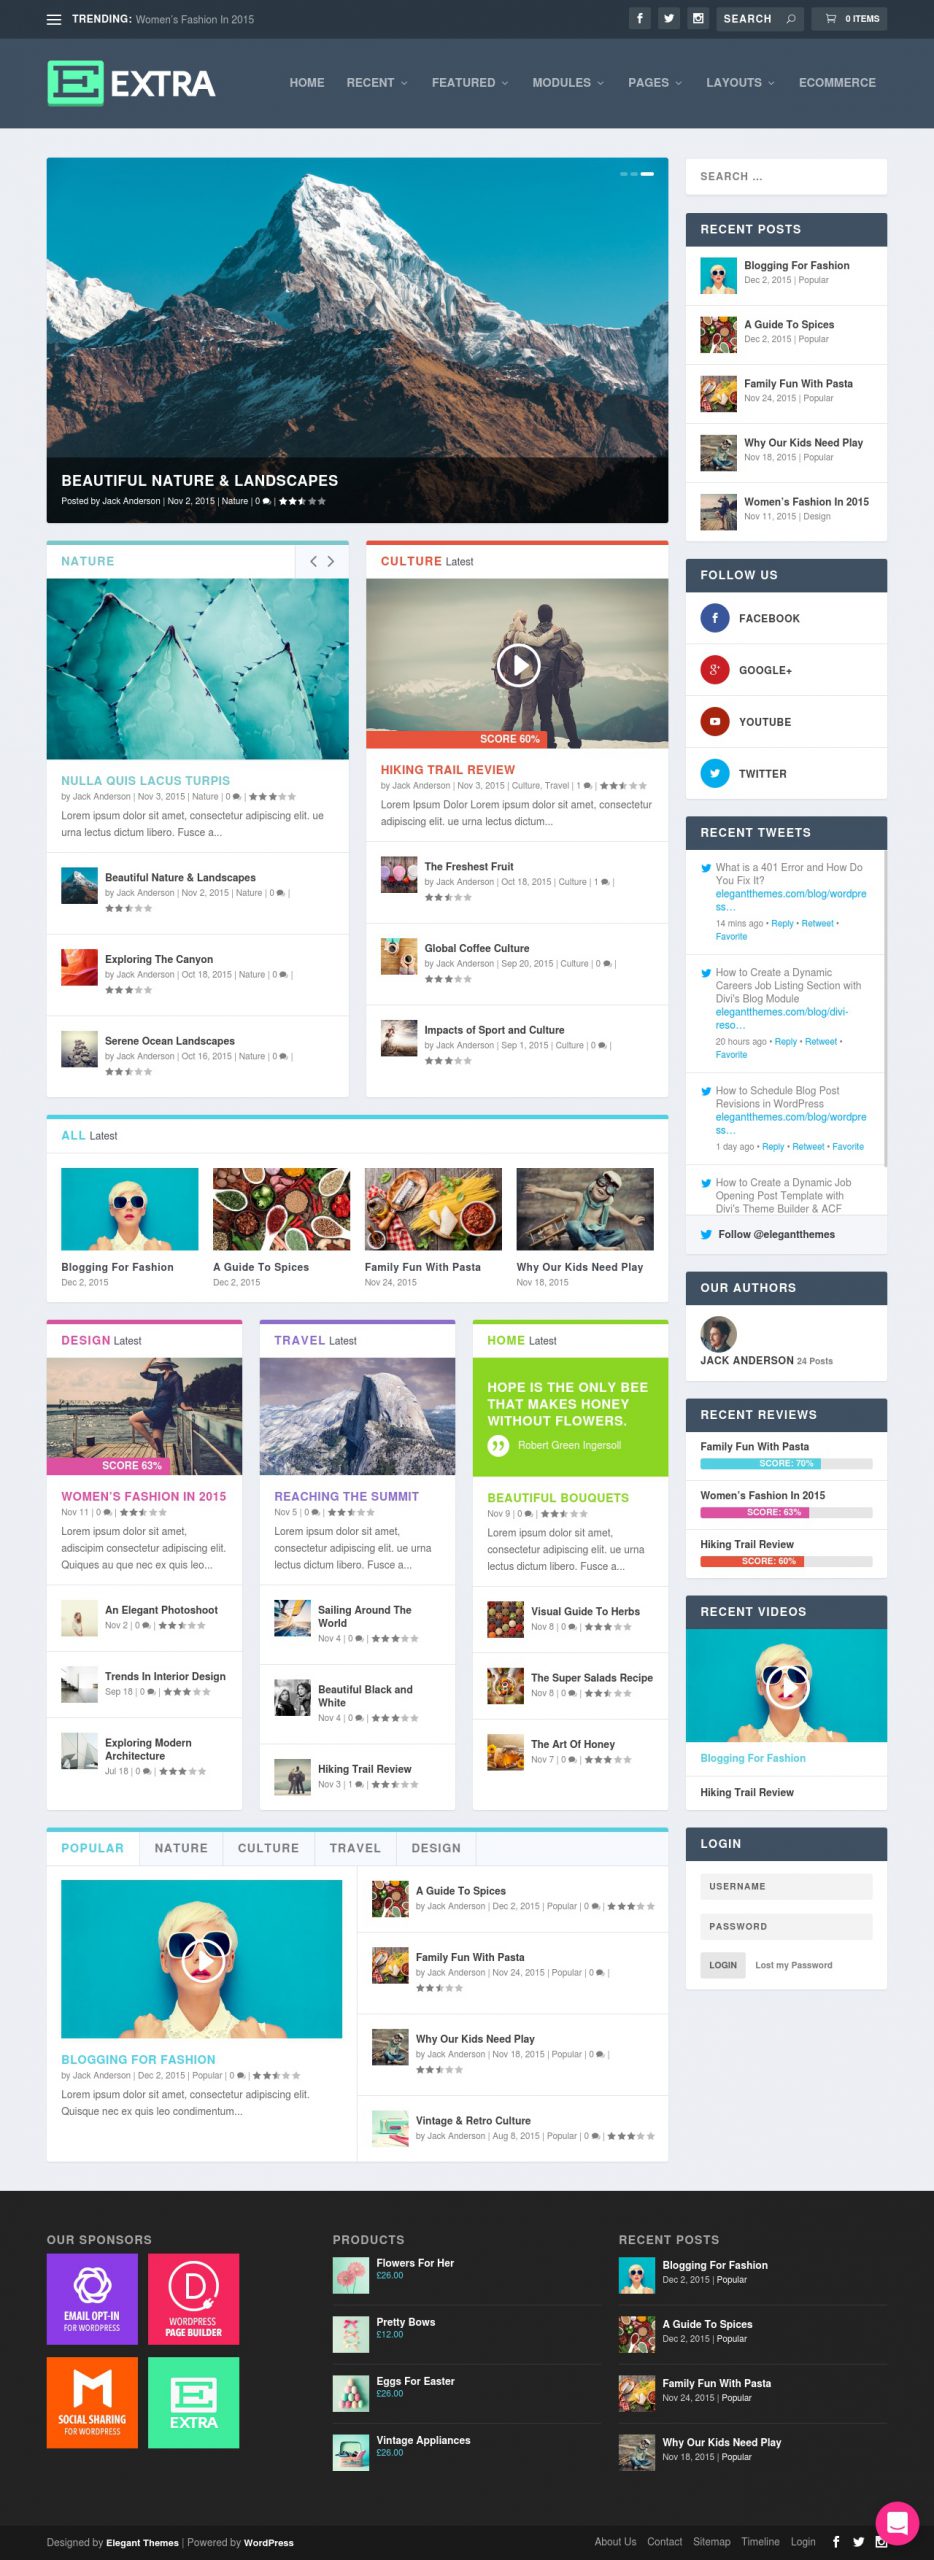 TRENDING: Women's Fashion In 2015
SEARCH
0 ITEMS
EXTRA
HOME RECENT FEATURED MODULES PAGES LAYOUTS ECOMMERCE
BEAUTIFUL NATURE & LANDSCAPES
Posted by Jack Anderson | Nov 2, 2015 | Nature | 0 |
NATURE
NULLA QUIS LACUS TURPIS
by Jack Anderson | Nov 3, 2015 | Nature | 0 |
Lorem ipsum dolor sit amet, consectetur adipiscing elit. ue
urna lectus dictum libero. Fusce a...
Beautiful Nature & Landscapes
by Jack Anderson | Nov 2, 2015 | Nature | 0 |
Exploring The Canyon
by Jack Anderson | Oct 18, 2015 | Nature | 0 |
Serene Ocean Landscapes
by Jack Anderson | Oct 16, 2015 | Nature | 0 |
CULTURE Latest
SCORE 60%
HIKING TRAIL REVIEW
by Jack Anderson | Nov 3, 2015 | Culture, Travel | 1 |
Lorem Ipsum Dolor Lorem ipsum dolor sit amet, consectetur
adipiscing elit. ue urna lectus dictum...
The Freshest Fruit
by Jack Anderson | Oct 18, 2015 | Culture | 1 |
Global Coffee Culture
by Jack Anderson | Sep 20, 2015 | Culture | 0 |
Impacts of Sport and Culture
by Jack Anderson | Sep 1, 2015 | Culture | 0 |
ALL Latest
Blogging For Fashion
Dec 2, 2015
A Guide To Spices
Dec 2, 2015
Family Fun With Pasta
Nov 24, 2015
Why Our Kids Need Play
Nov 18, 2015
DESIGN Latest
SCORE 63%
WOMEN'S FASHION IN 2015
Nov 11 | 0 |
Lorem ipsum dolor sit amet,
adiscipim consectetur adipiscing elit.
Quiques au que nec ex quis leo...
An Elegant Photoshoot
Nov 2 | 0 |
Trends In Interior Design
Sep 18 | 0 |
Exploring Modern
Architecture
Jul 18 | 0 |
TRAVEL Latest
REACHING THE SUMMIT
Nov 5 | 0 |
Lorem ipsum dolor sit amet,
consectetur adipiscing elit. ue urna
lectus dictum libero. Fusce a...
Sailing Around The
World
Nov 4 | 0 |
Beautiful Black and
White
Nov 4 | 0 |
Hiking Trail Review
Nov 3 | 1 |
HOME Latest
HOPE IS THE ONLY BEE
THAT MAKES HONEY
WITHOUT FLOWERS.
Robert Green Ingersoll
BEAUTIFUL BOUQUETS
Nov 9 | 0 |
Lorem ipsum dolor sit amet,
consectetur adipiscing elit. ue urna
lectus dictum libero. Fusce a...
Visual Guide To Herbs
Nov 8 | 0 |
The Super Salads Recipe
Nov 8 | 0 |
The Art Of Honey
Nov 7 | 0 |
POPULAR NATURE CULTURE TRAVEL DESIGN
BLOGGING FOR FASHION
by Jack Anderson | Dec 2, 2015 | Popular | 0 |
Lorem ipsum dolor sit amet, consectetur adipiscing elit.
Quisque nec ex quis leo condimentum...
A Guide To Spices
by Jack Anderson | Dec 2, 2015 | Popular | 0 |
Family Fun With Pasta
by Jack Anderson | Nov 24, 2015 | Popular | 0 |
Why Our Kids Need Play
by Jack Anderson | Nov 18, 2015 | Popular | 0 |
Vintage & Retro Culture
by Jack Anderson | Aug 8, 2015 | Popular | 0 |
SEARCH ...
RECENT POSTS
Blogging For Fashion
Dec 2, 2015 | Popular
A Guide To Spices
Dec 2, 2015 | Popular
Family Fun With Pasta
Nov 24, 2015 | Popular
Why Our Kids Need Play
Nov 18, 2015 | Popular
Women's Fashion In 2015
Nov 11, 2015 | Design
FOLLOW US
FACEBOOK
GOOGLE+
YOUTUBE
TWITTER
RECENT TWEETS
What is a 401 Error and How Do
You Fix It?
elegantthemes.com/blog/wordpre
ss…
14 mins ago • Reply • Retweet •
Favorite
How to Create a Dynamic
Careers Job Listing Section with
Divi's Blog Module
elegantthemes.com/blog/divi-
reso…
20 hours ago • Reply • Retweet •
Favorite
How to Schedule Blog Post
Revisions in WordPress
elegantthemes.com/blog/wordpre
ss…
1 day ago • Reply • Retweet • Favorite
How to Create a Dynamic Job
Opening Post Template with
Divi's Theme Builder & ACF
Follow @elegantthemes
OUR AUTHORS
JACK ANDERSON 24 Posts
RECENT REVIEWS
Family Fun With Pasta
SCORE: 70%
Women's Fashion In 2015
SCORE: 63%
Hiking Trail Review
SCORE: 60%
RECENT VIDEOS
Blogging For Fashion
Hiking Trail Review
LOGIN
USERNAME
PASSWORD
LOGIN Lost my Password
OUR SPONSORS
EMAIL OPT-IN
FOR WORDPRESS
WORDPRESS
PAGE BUILDER
SOCIAL SHARING
FOR WORDPRESS
EXTRA
PRODUCTS
Flowers For Her
£26.00
Pretty Bows
£12.00
Eggs For Easter
£26.00
Vintage Appliances
£26.00
RECENT POSTS
Blogging For Fashion
Dec 2, 2015 | Popular
A Guide To Spices
Dec 2, 2015 | Popular
Family Fun With Pasta
Nov 24, 2015 | Popular
Why Our Kids Need Play
Nov 18, 2015 | Popular
Designed by Elegant Themes | Powered by WordPress
About Us Contact Sitemap Timeline Login